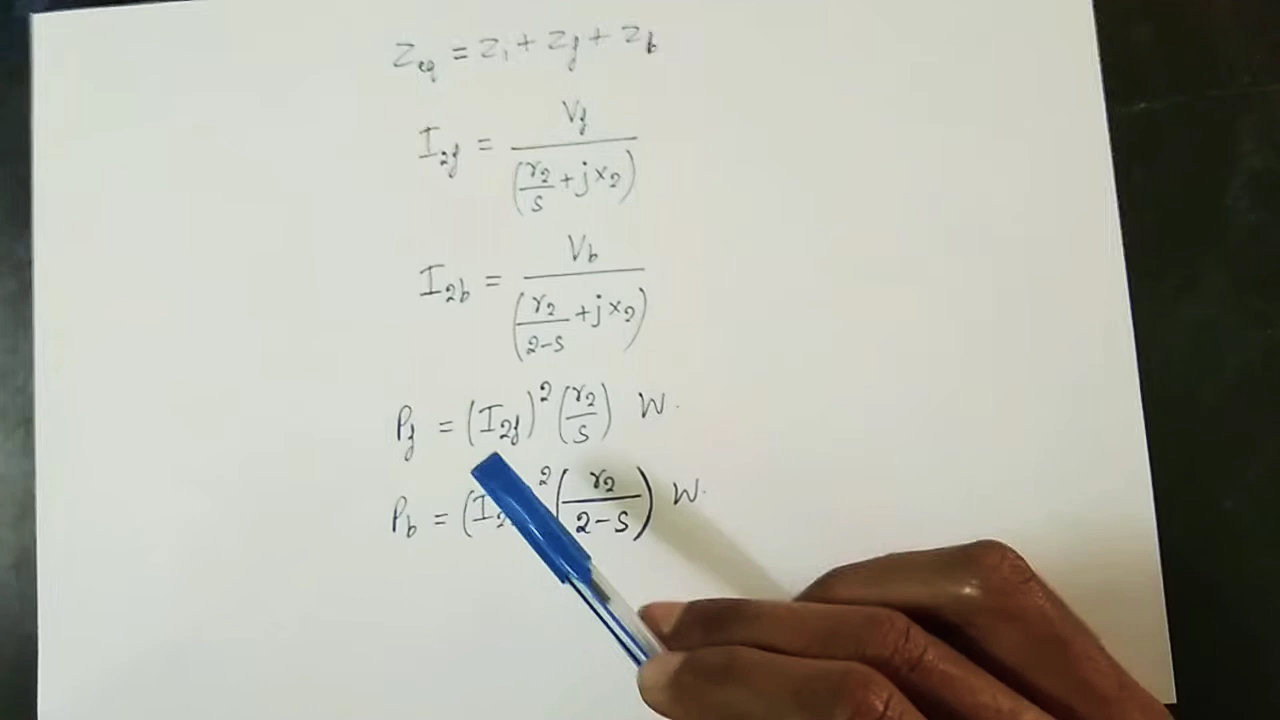 Zeq = Z1 + Zf + Zb
I2f = Vf / (r2/s + jx2)
I2b = Vb / (r2/2-s + jx2)
Pf = (I2f)² (r2/s) W.
Pb = (I2 ² (r2/2-s) W.